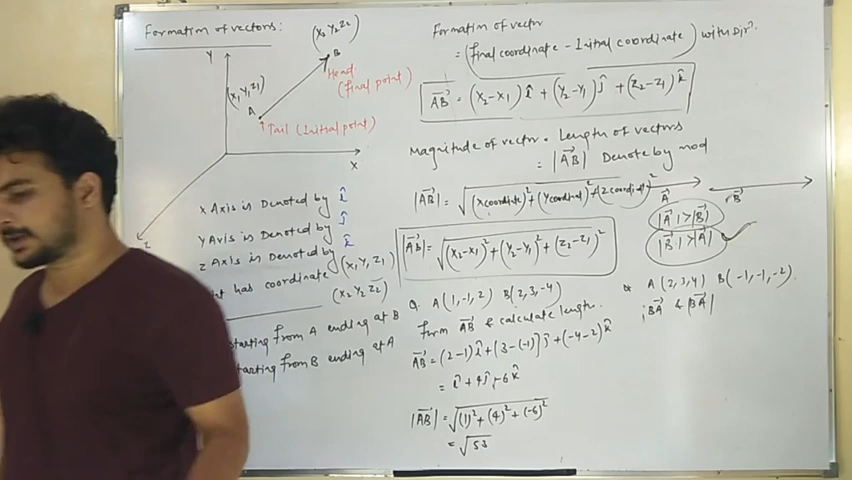 Formation of vectors:
Y
(X2 Y2 Z2)
B
Head
(final point)
(X1 Y1 Z1)
A
Tail (Initial point)
X
Z
X Axis is Denoted by î
Y Axis is Denoted by ĵ
Z Axis is Denoted by k̂
has coordinate (X1 Y1 Z1)
(X2 Y2 Z2)
starting from A ending at B
starting from B ending at A
Formation of vector
= (final coordinate - Initial coordinate) with Dirⁿ
AB⃗ = (X2-X1) î + (Y2-Y1) ĵ + (Z2-Z1) k̂
Magnitude of vector = Length of vectors
= |AB⃗| Denote by mod
|AB⃗| = √(X coordinate)² + (Y coordinat)² + (Z coordinat)²
|AB⃗| = √(X2-X1)² + (Y2-Y1)² + (Z2-Z1)²
A⃗
B⃗
|A⃗| > |B⃗|
|B⃗| > |A⃗| ✓
Q. A(1,-1,2) B(2,3,-4)
form AB⃗ & calculate length.
AB⃗ = (2-1) î + (3-(-1)] ĵ + (-4-2) k̂
= î + 4ĵ - 6k̂
|AB⃗| = √(1)² + (4)² + (-6)²
= √53
A(2,3,4) B(-1,-1,-2)
BA⃗ & |BA⃗|